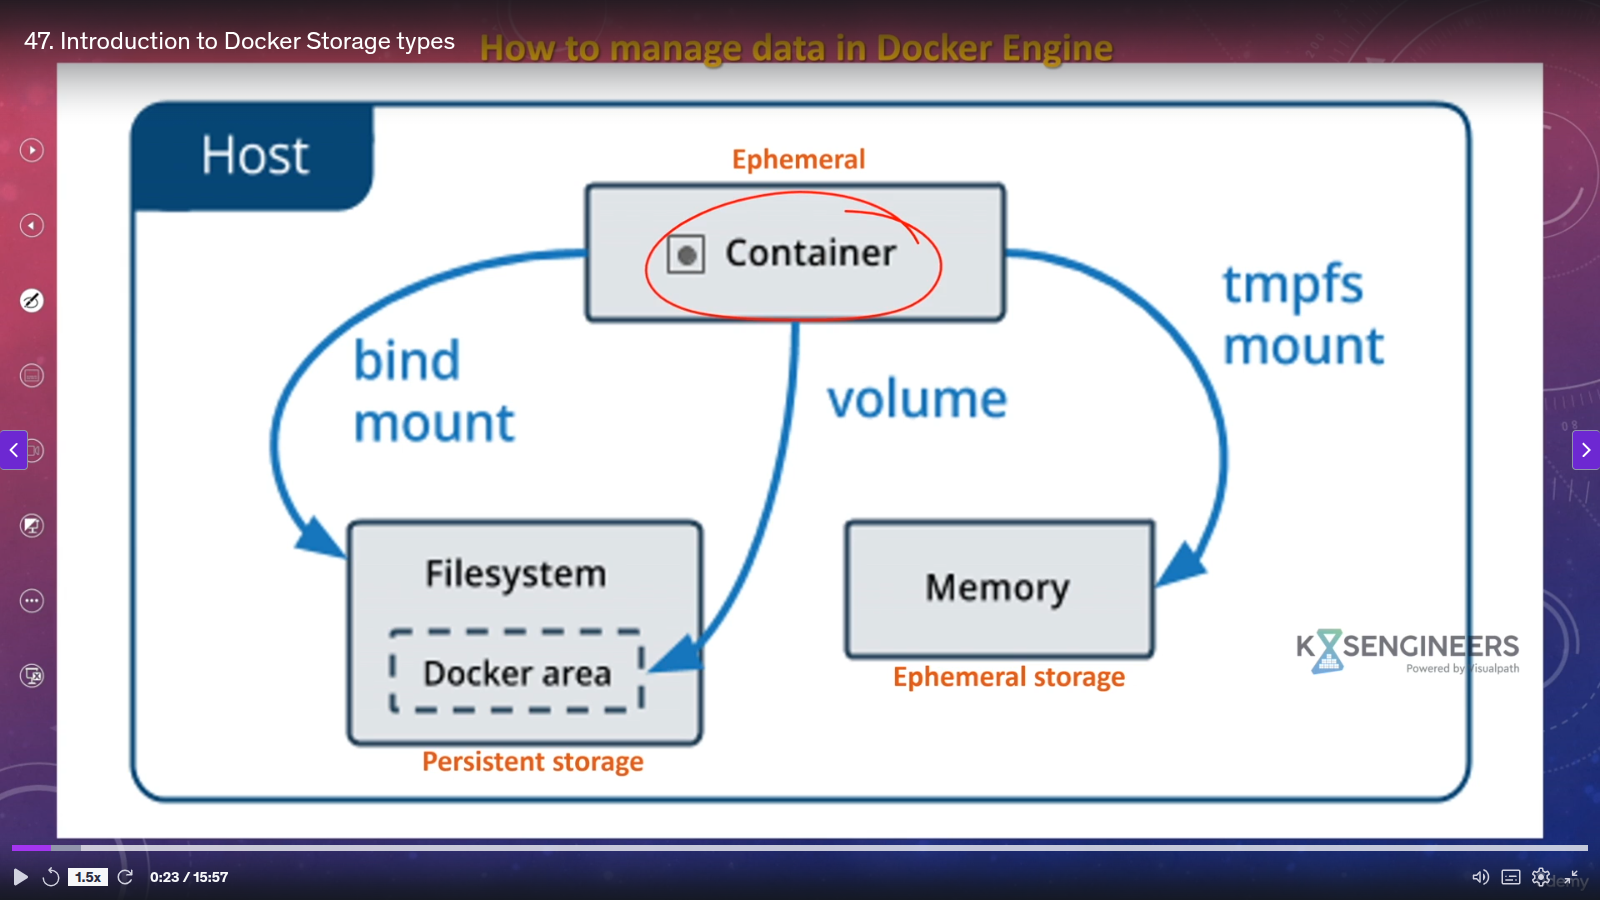 47. Introduction to Docker Storage types
How to manage data in Docker Engine
Host
Ephemeral
Container
bind
mount
volume
tmpfs
mount
Filesystem
Docker area
Persistent storage
Memory
Ephemeral storage
K SENGINEERS
Powered by Visualpath
1.5x
0:23 / 15:57